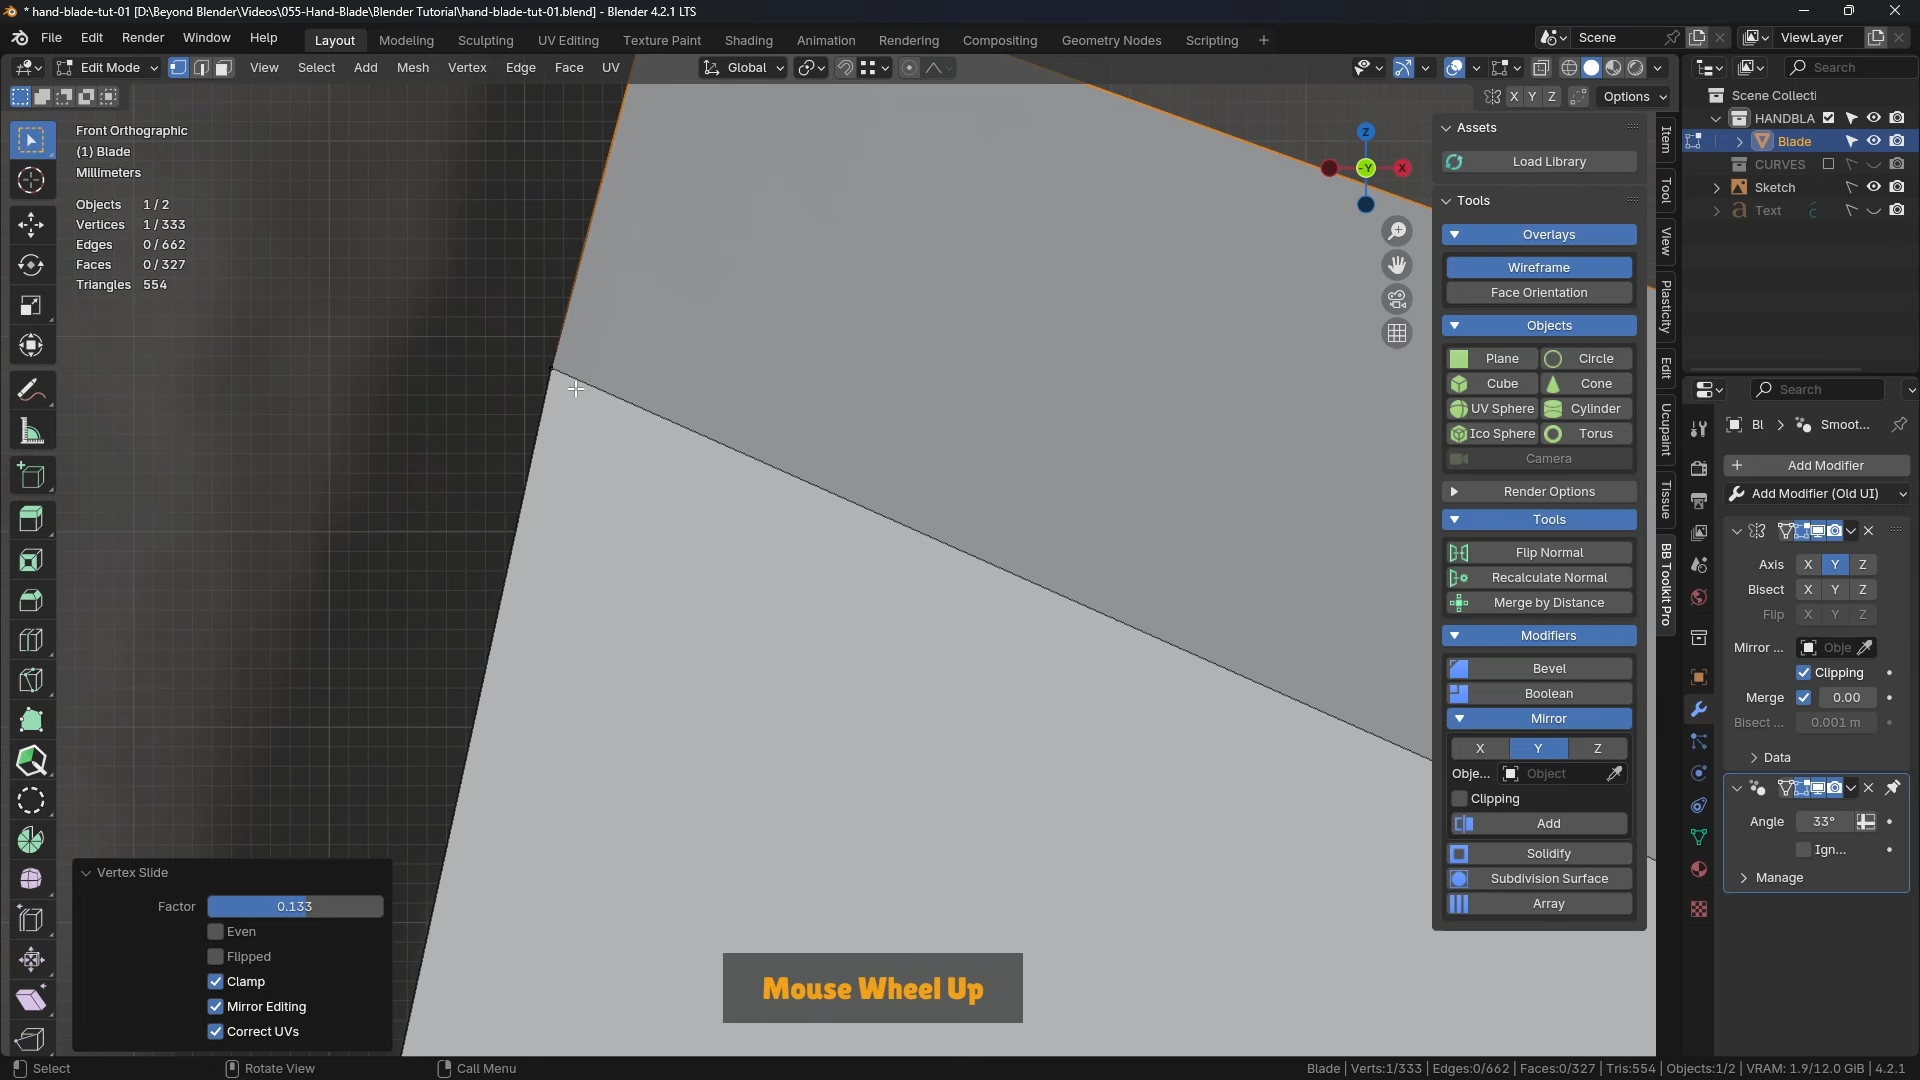 * hand-blade-tut-01 [D:\Beyond Blender\Videos\055-Hand-Blade\Blender Tutorial\hand-blade-tut-01.blend] - Blender 4.2.1 LTS
File Edit Render Window Help Layout Modeling Sculpting UV Editing Texture Paint Shading Animation Rendering Compositing Geometry Nodes Scripting + Scene ViewLayer
Edit Mode View Select Add Mesh Vertex Edge Face UV Global Search
X Y Z Options
Scene Collecti
HANDBLA
Blade
CURVES
Sketch
Text
Front Orthographic
(1) Blade
Millimeters
Objects 1 / 2
Vertices 1 / 333
Edges 0 / 662
Faces 0 / 327
Triangles 554
Z
-Y
X
Assets
Load Library
Tools
Overlays
Wireframe
Face Orientation
Objects
Plane Circle
Cube Cone
UV Sphere Cylinder
Ico Sphere Torus
Camera
Render Options
Tools
Flip Normal
Recalculate Normal
Merge by Distance
Modifiers
Bevel
Boolean
Mirror
X Y Z
Obje... Object
Clipping
Add
Solidify
Subdivision Surface
Array
Item
Tool
View
Plasticity
Edit
Ucupaint
Tissue
BB Toolkit Pro
Search
Bl Smoot...
Add Modifier
Add Modifier (Old UI)
Axis X Y Z
Bisect X Y Z
Flip X Y Z
Mirror ... Obje
Clipping
Merge 0.00
Bisect ... 0.001 m
Data
Angle 33°
Ign...
Manage
Vertex Slide
Factor 0.133
Even
Flipped
Clamp
Mirror Editing
Correct UVs
Mouse Wheel Up
Select Rotate View Call Menu Blade | Verts:1/333 | Edges:0/662 | Faces:0/327 | Tris:554 | Objects:1/2 | VRAM: 1.9/12.0 GiB | 4.2.1